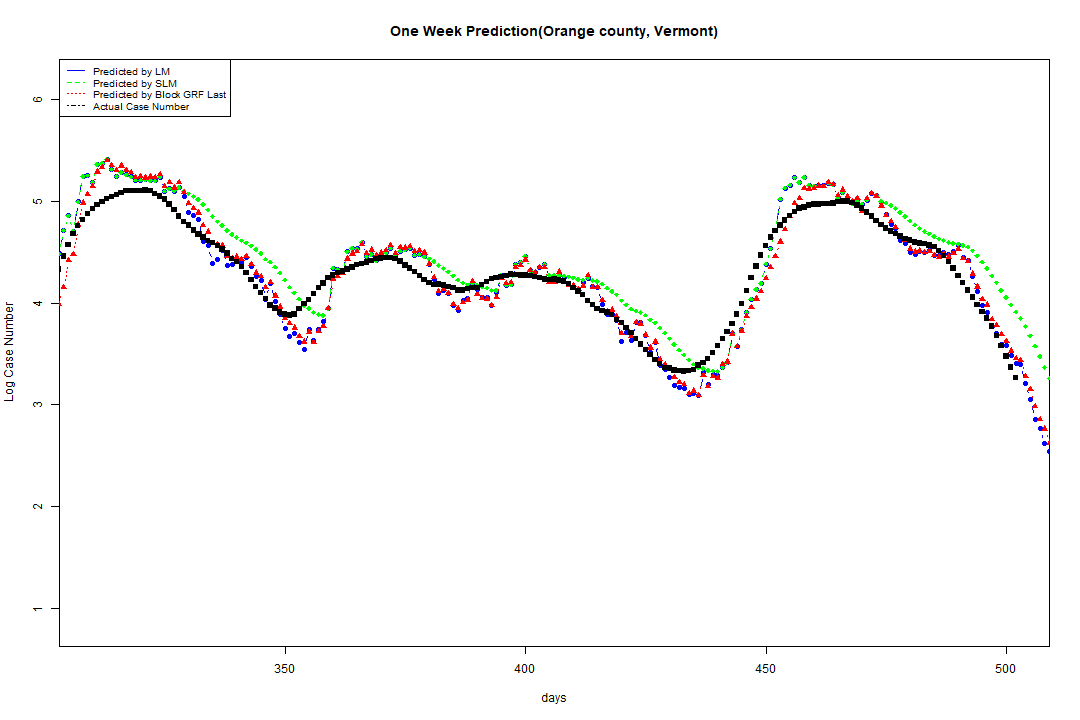 One Week Prediction(Orange county, Vermont)
Predicted by LM
Predicted by SLM
Predicted by Block GRF Last
Actual Case Number
6
5
4
3
2
1
Log Case Number
350
400
450
500
days